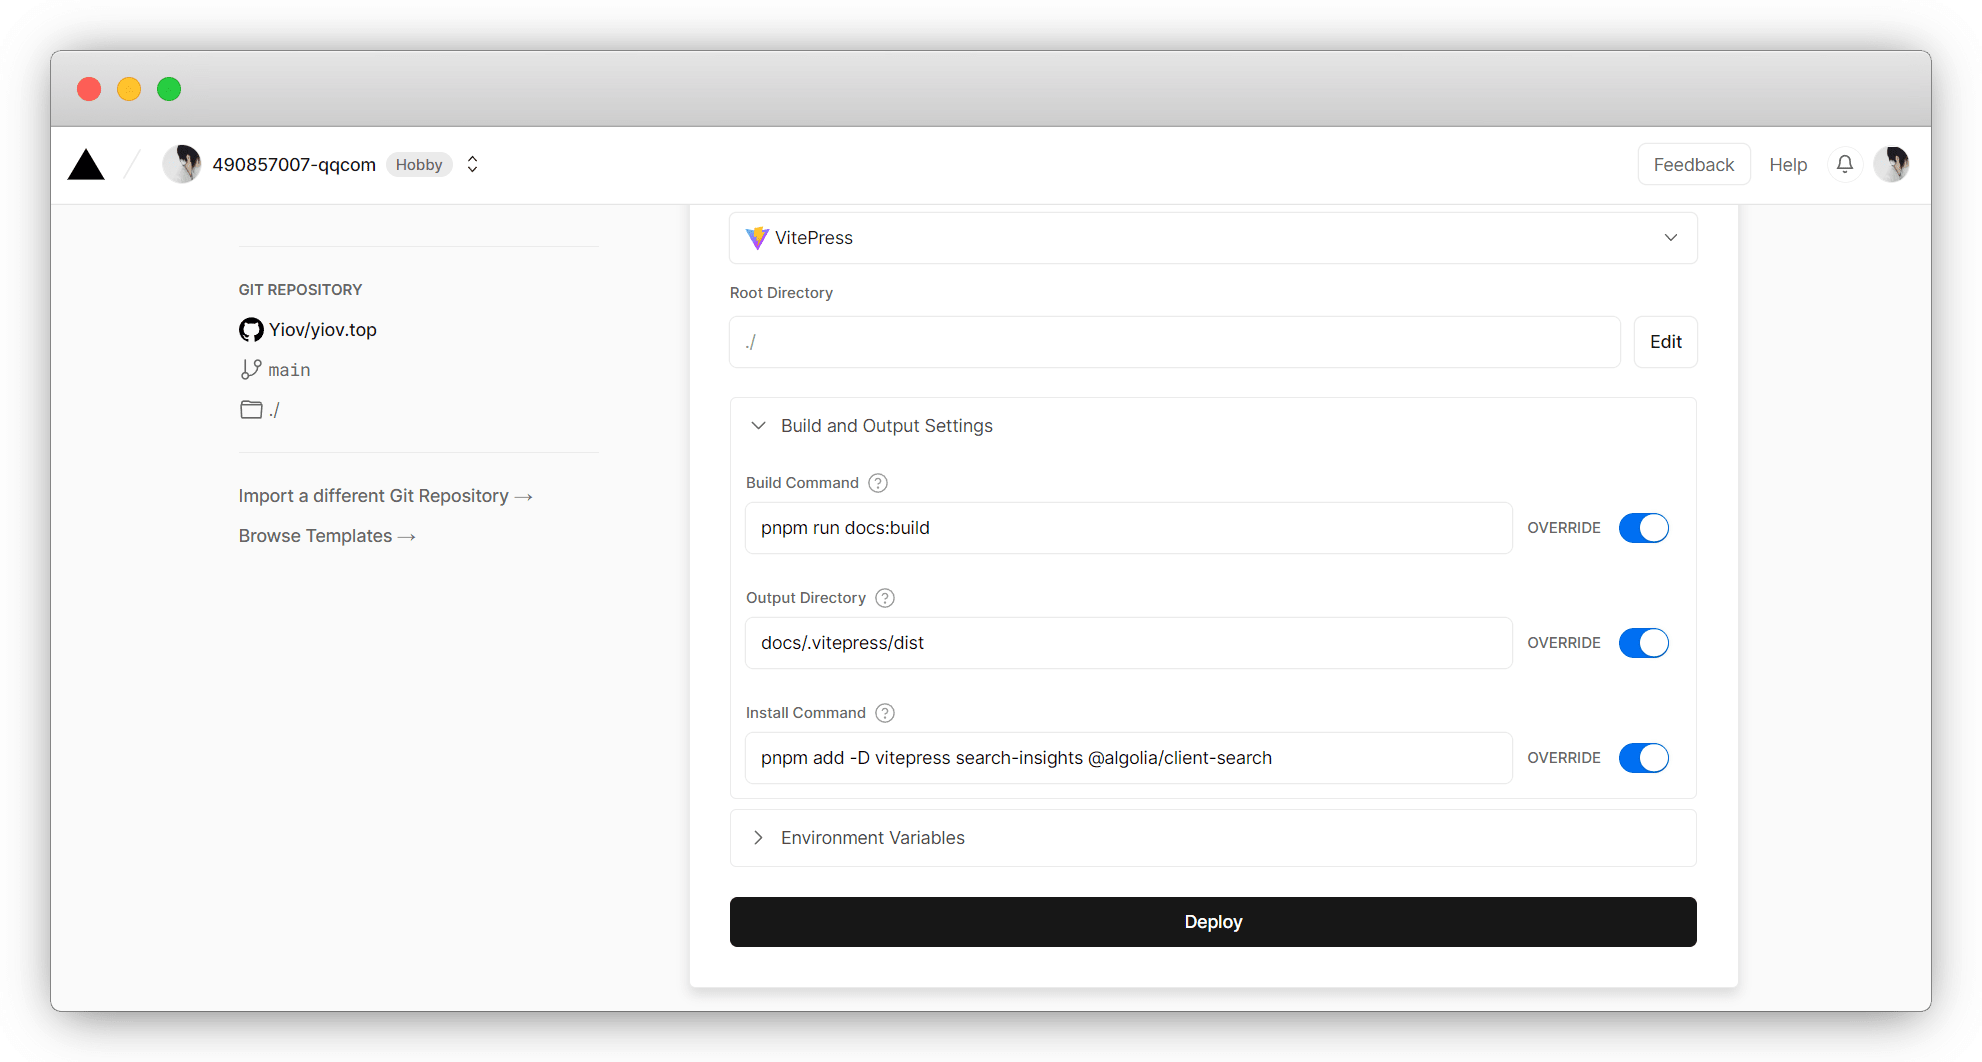 490857007-qqcom Hobby
Feedback Help
GIT REPOSITORY
Yiov/yiov.top
main
./
Import a different Git Repository →
Browse Templates →
VitePress
Root Directory
./ Edit
Build and Output Settings
Build Command ?
pnpm run docs:build OVERRIDE
Output Directory ?
docs/.vitepress/dist OVERRIDE
Install Command ?
pnpm add -D vitepress search-insights @algolia/client-search OVERRIDE
Environment Variables
Deploy